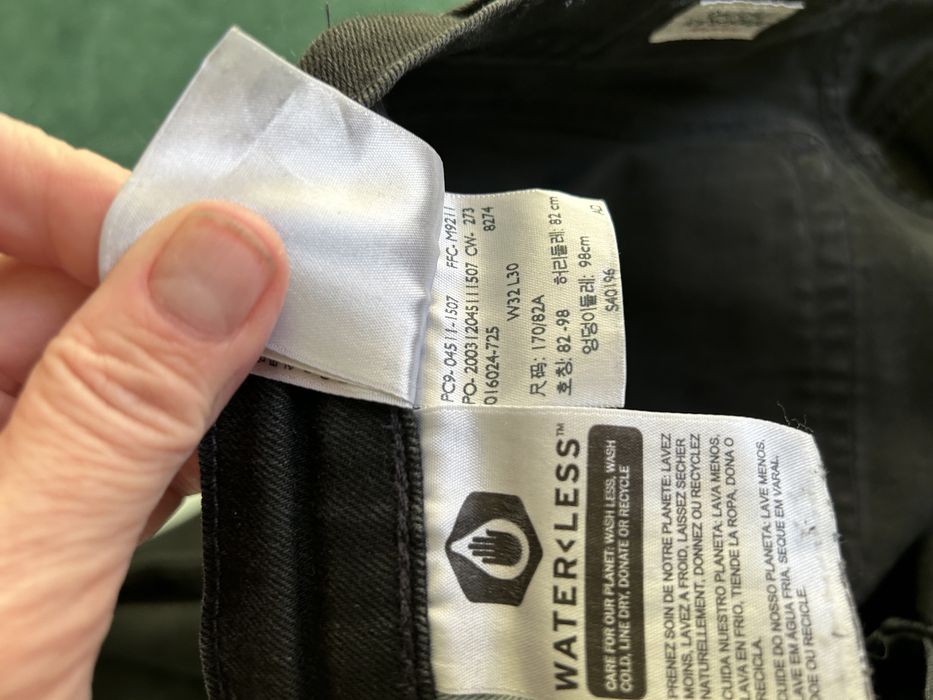 PC9- 04511-1507 FFC- M9211
PO- 200312045111507 CW- 273
016024-725 8274
W32 L30
尺码: 170/82A
호칭: 82 -98 허리둘레: 82 cm
엉덩이둘레: 98cm
S40196
WATER<LESS™
CARE FOR OUR PLANET: WASH LESS, WASH
COLD, LINE DRY, DONATE OR RECYCLE
PRENEZ SOIN DE NOTRE PLANETE: LAVEZ
MOINS, LAVEZ A FROID, LAISSEZ SECHER
NATURELLEMENT, DONNEZ OU RECYCLEZ
CUIDA NUESTRO PLANETA: LAVA MENOS,
LAVA EN FRIO, TIENDE LA ROPA, DONA O
RECICLA.
CUIDE DO NOSSO PLANETA: LAVE MENOS.
LAVE EM ÁGUA FRIA, SEQUE EM VARAL.
DOE OU RECICLE.